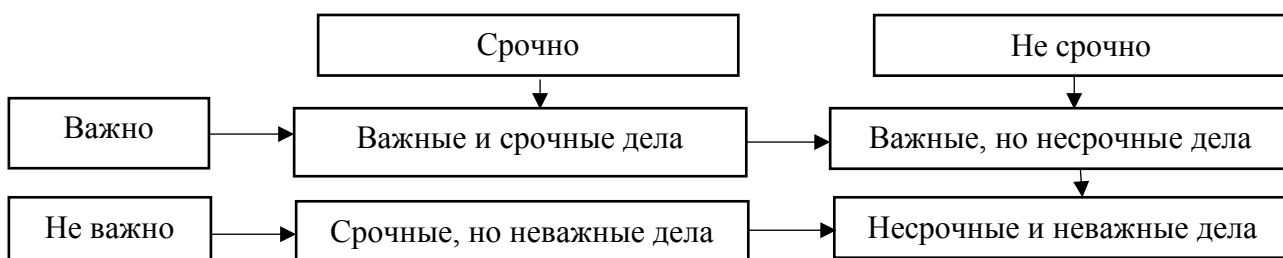 Срочно
Не срочно
Важно
Важные и срочные дела
Важные, но несрочные дела
Не важно
Срочные, но неважные дела
Несрочные и неважные дела